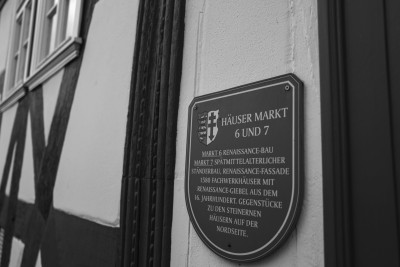 HÄUSER MARKT
6 UND 7
MARKT 6-RENAISSANCE-BAU
MARKT 7 SPÄTMITTELALTERLICHER
STÄNDERBAU, RENAISSANCE-FASSADE
1580 FACHWERKHÄUSER MIT
RENAISSANCE-GIEBEL AUS DEM
16. JAHRHUNDERT. GEGENSTÜCKE
ZU DEN STEINERNEN
HÄUSERN AUF DER
NORDSEITE.